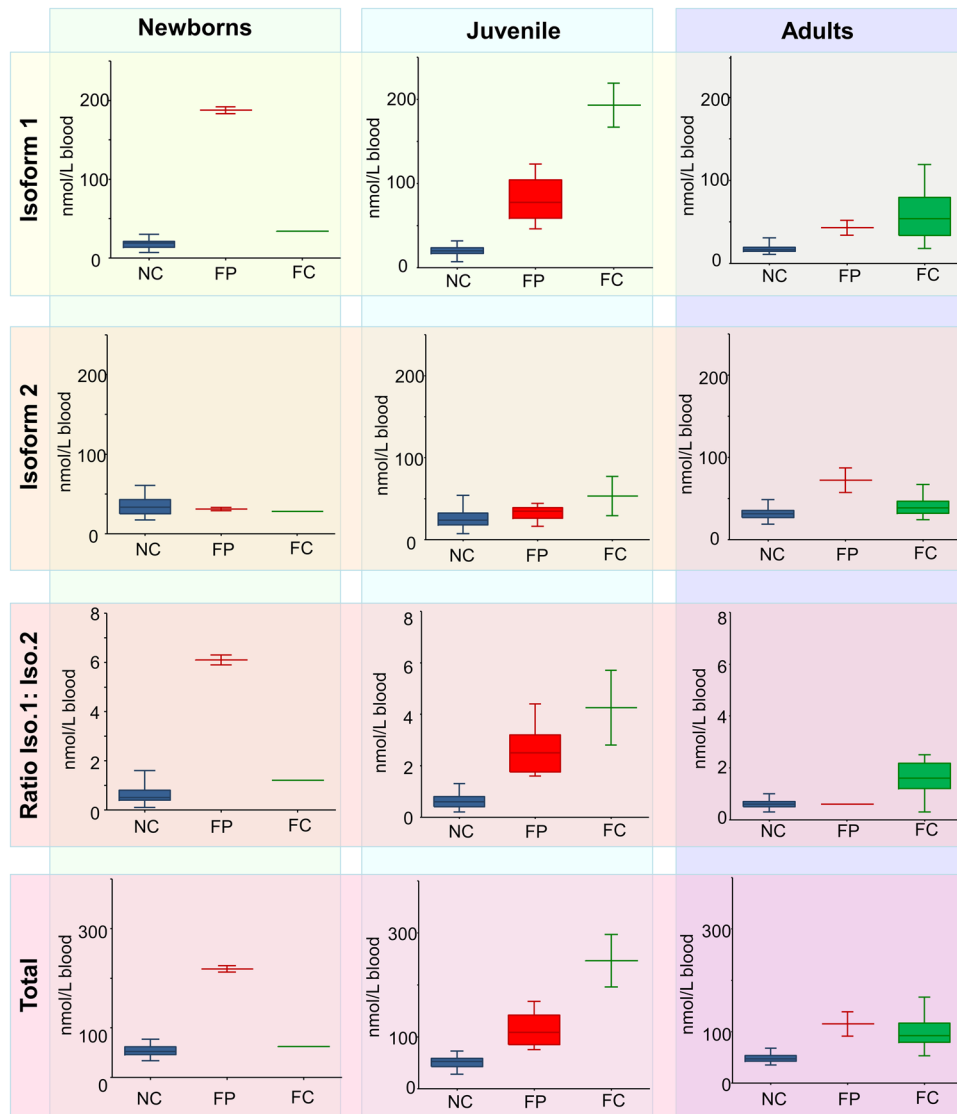 Newborns
Juvenile
Adults
Isoform 1
nmol/L blood
200
100
0
NC FP FC
nmol/L blood
200
100
0
NC FP FC
nmol/L blood
200
100
0
NC FP FC
Isoform 2
nmol/L blood
200
100
0
NC FP FC
nmol/L blood
200
100
0
NC FP FC
nmol/L blood
200
100
0
NC FP FC
Ratio Iso.1: Iso.2
nmol/L blood
8
6
4
2
0
NC FP FC
nmol/L blood
8
6
4
2
0
NC FP FC
nmol/L blood
8
6
4
2
0
NC FP FC
Total
nmol/L blood
300
100
0
NC FP FC
nmol/L blood
300
100
0
NC FP FC
nmol/L blood
300
100
0
NC FP FC